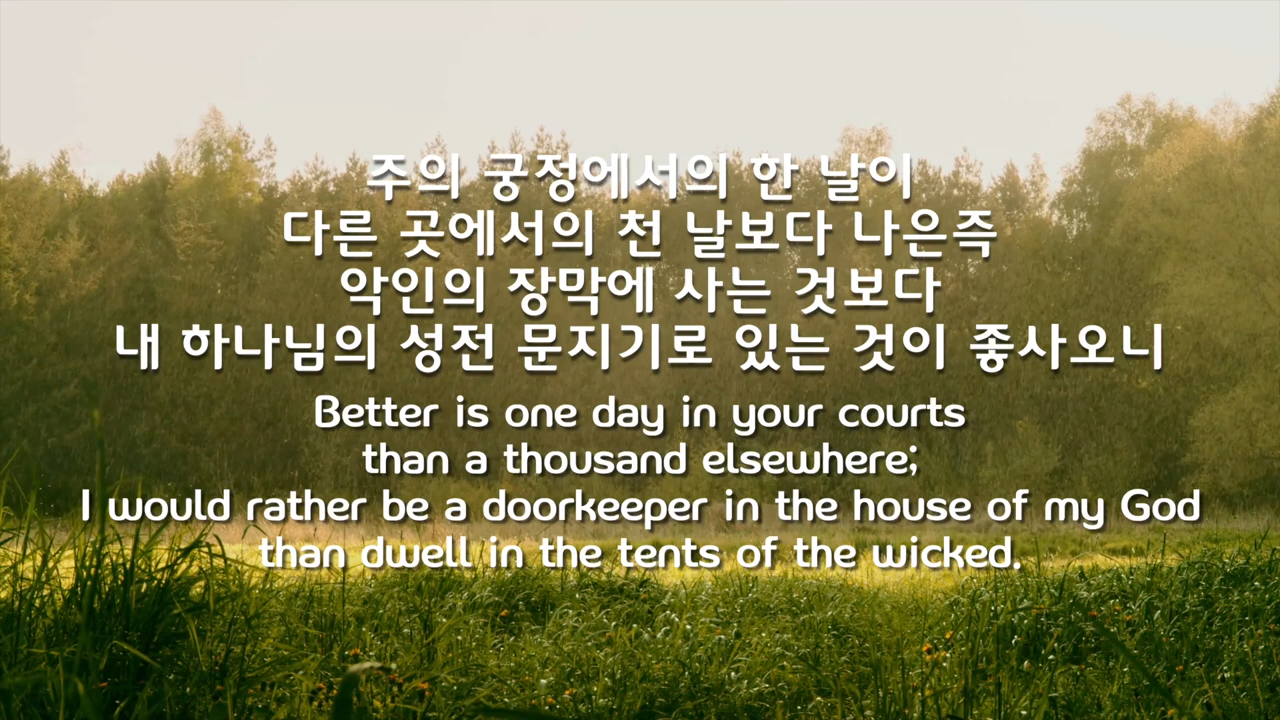 주의 궁정에서의 한 날이
다른 곳에서의 천 날보다 나은즉
악인의 장막에 사는 것보다
내 하나님의 성전 문지기로 있는 것이 좋사오니
Better is one day in your courts
than a thousand elsewhere;
I would rather be a doorkeeper in the house of my God
than dwell in the tents of the wicked.